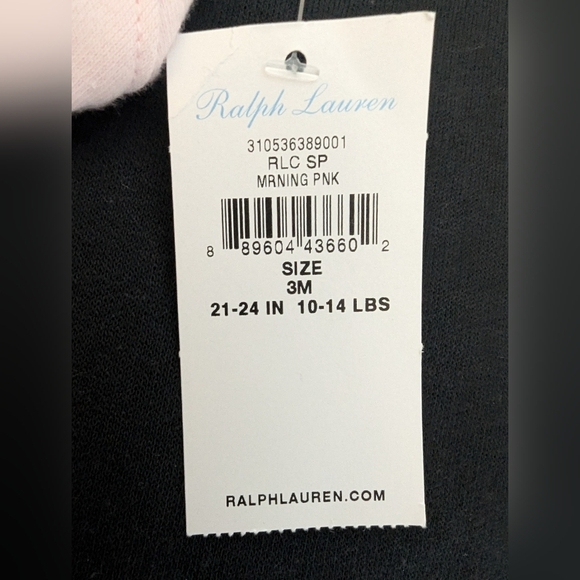 Ralph Lauren
310536389001
RLC SP
MRNING PNK
8 89604 43660 2
SIZE
3M
21-24 IN 10-14 LBS
RALPHLAUREN.COM